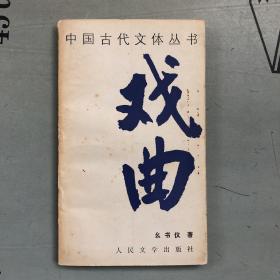 中国古代文体丛书
戏曲
幺书仪 著
人民文学出版社